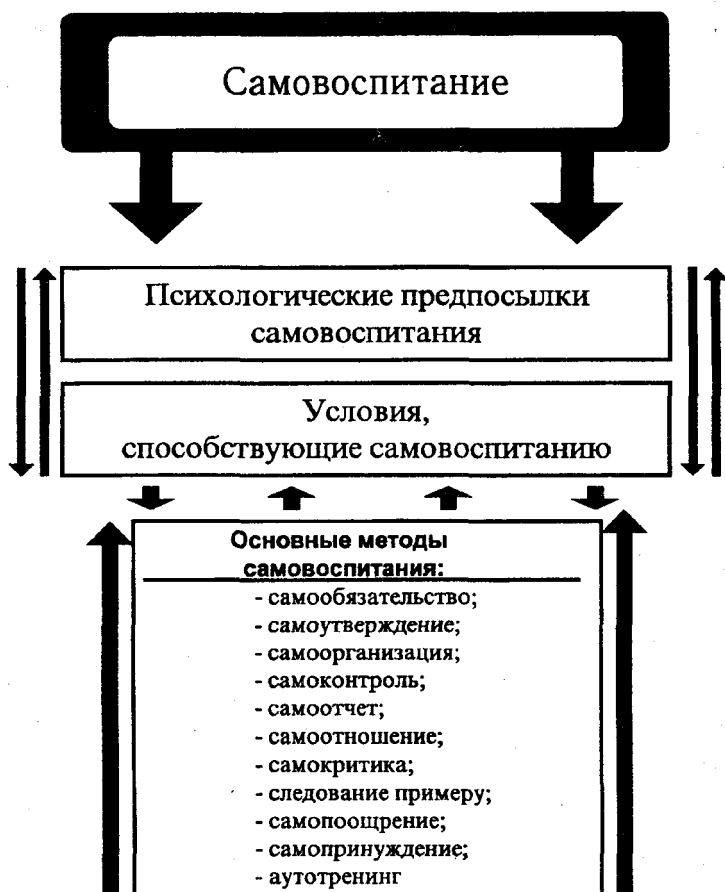 Самовоспитание
Психологические предпосылки
самовоспитания
Условия,
способствующие самовоспитанию
Основные методы
самовоспитания:
- самообязательство;
- самоутверждение;
- самоорганизация;
- самоконтроль;
- самоотчет;
- самоотношение;
- самокритика;
- следование примеру;
- самопоощрение;
- самопринуждение;
- аутотренинг